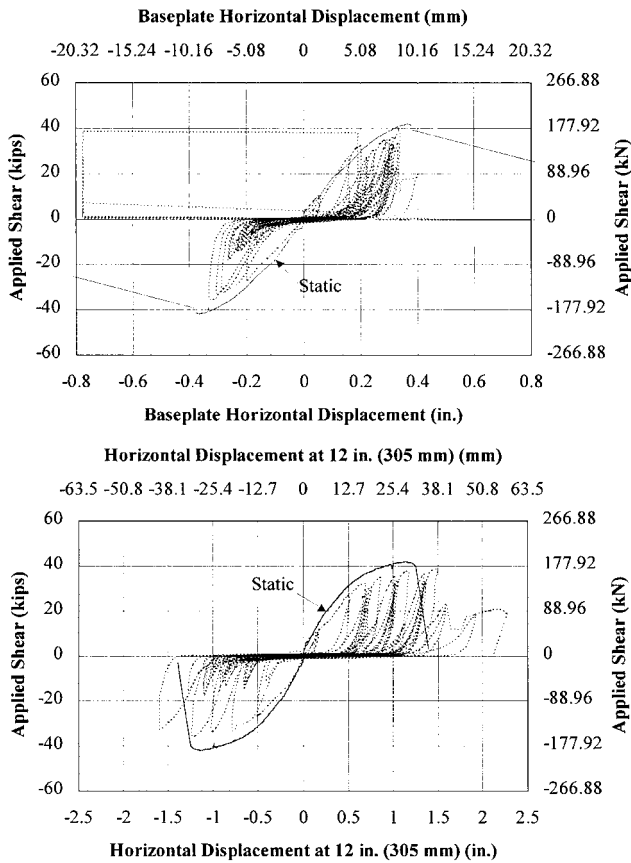 Baseplate Horizontal Displacement (mm)
-20.32 -15.24 -10.16 -5.08 0 5.08 10.16 15.24 20.32
60 266.88
40 177.92
20 88.96
0 0
-20 -88.96
-40 -177.92
-60 -266.88
Applied Shear (kips)
Applied Shear (kN)
Static
-0.8 -0.6 -0.4 -0.2 0 0.2 0.4 0.6 0.8
Baseplate Horizontal Displacement (in.)
Horizontal Displacement at 12 in. (305 mm) (mm)
-63.5 -50.8 -38.1 -25.4 -12.7 0 12.7 25.4 38.1 50.8 63.5
60 266.88
40 177.92
20 88.96
0 0
-20 -88.96
-40 -177.92
-60 -266.88
Applied Shear (kips)
Applied Shear (kN)
Static
-2.5 -2 -1.5 -1 -0.5 0 0.5 1 1.5 2 2.5
Horizontal Displacement at 12 in. (305 mm) (in.)